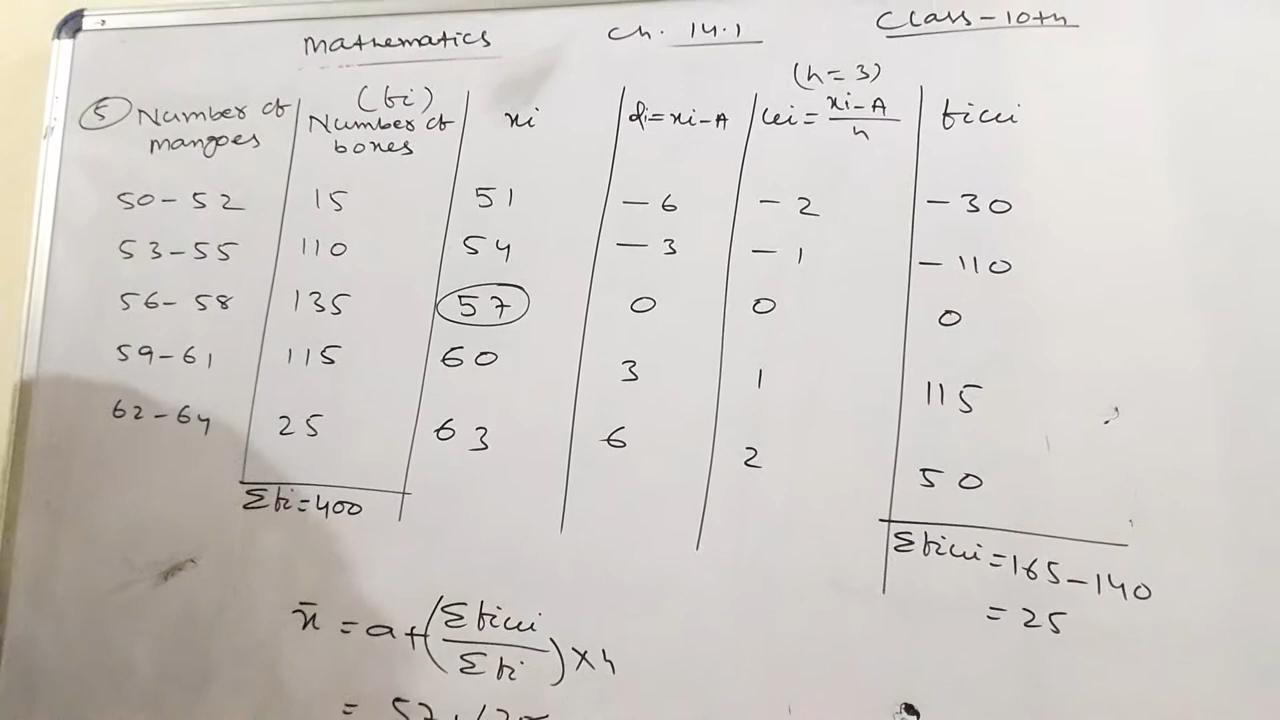 Mathematics Ch. 14.1 Class-10th
(h=3)
⑤ Number of mangoes | (fi) Number of boxes | xi | di=xi-A | ui=xi-A/h | fiui
50-52 | 15 | 51 | -6 | -2 | -30
53-55 | 110 | 54 | -3 | -1 | -110
56-58 | 135 | 57 | 0 | 0 | 0
59-61 | 115 | 60 | 3 | 1 | 115
62-64 | 25 | 63 | 6 | 2 | 50
Σfi=400
Σfiui=165-140
=25
x̄ = a+(Σfiui/Σfi)×h
= 57+